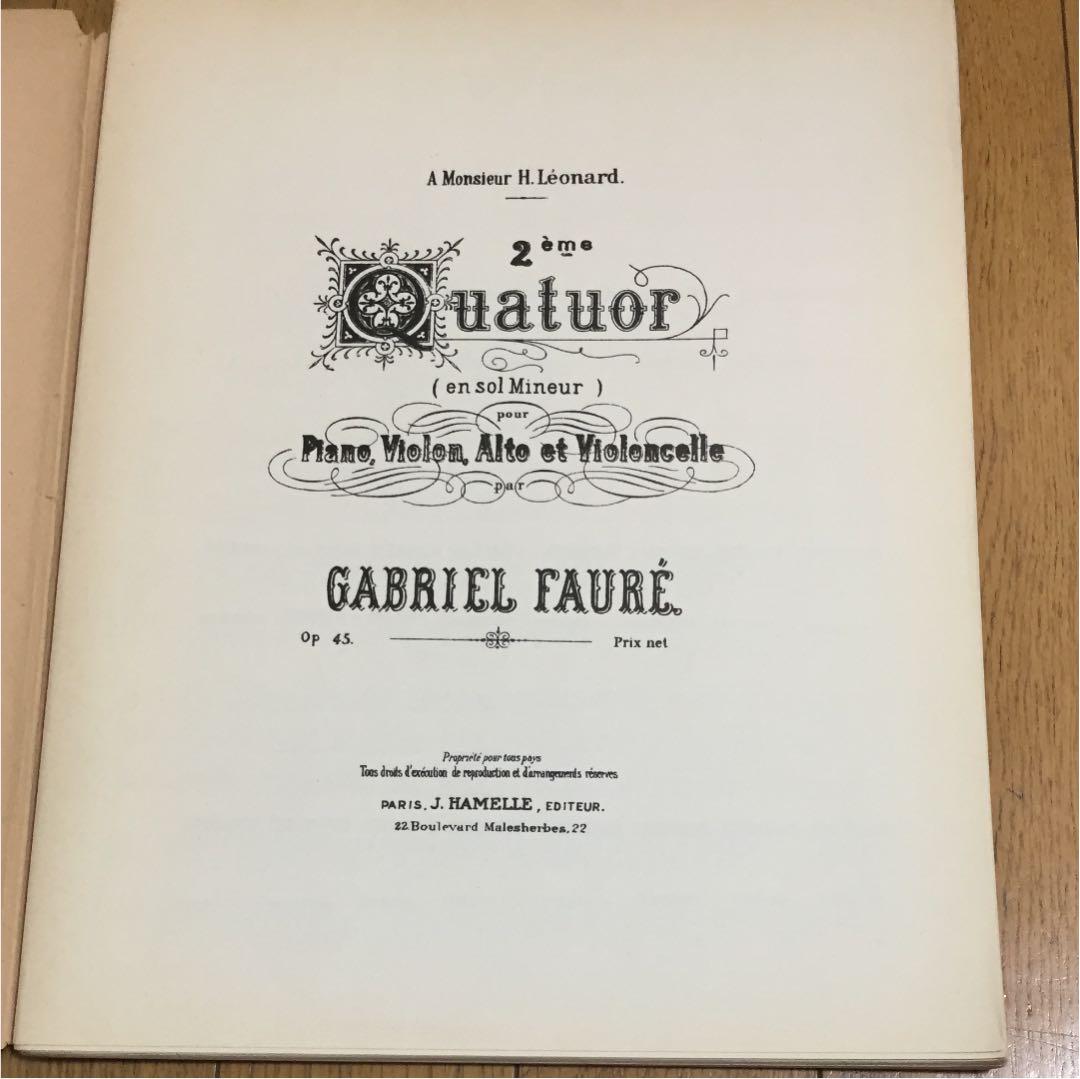 A Monsieur H. Léonard.
2ème
Quatuor
( en sol Mineur )
pour
Piano, Violon, Alto et Violoncelle
par
GABRIEL FAURÉ.
Op 45. Prix net
Propriété pour tous pays
Tous droits d'exécution de reproduction et d'arrangements réserves
PARIS, J. HAMELLE, EDITEUR.
22 Boulevard Malesherbes, 22